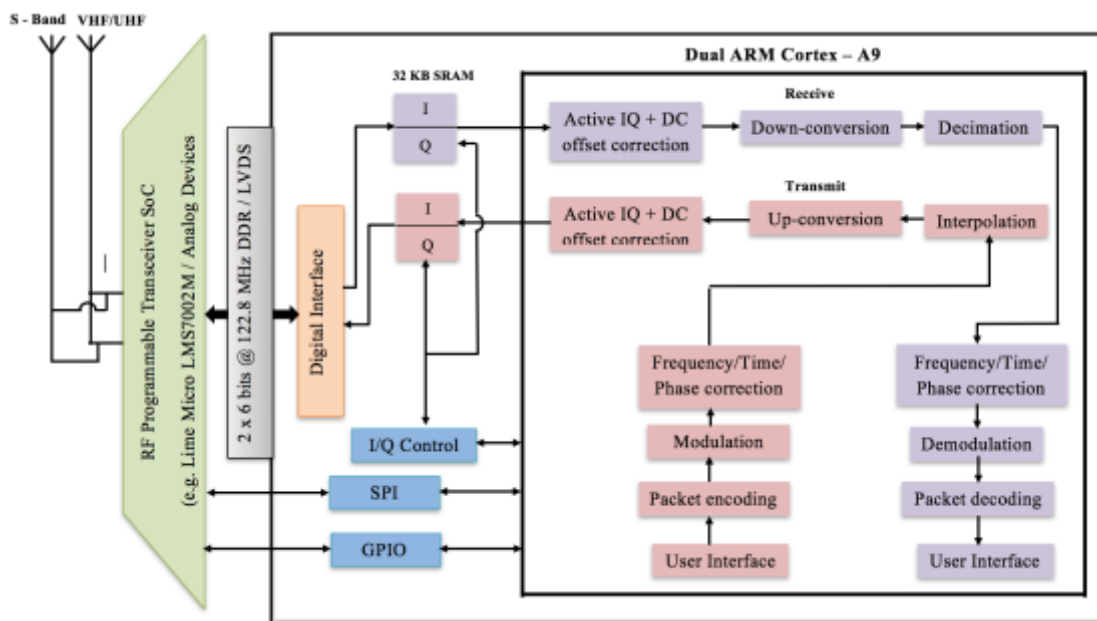 S - Band VHF/UHF
Dual ARM Cortex – A9
32 KB SRAM
Receive
I
Q
Active IQ + DC
offset correction
Down-conversion
Decimation
Transmit
I
Q
Active IQ + DC
offset correction
Up-conversion
Interpolation
RF Programmable Transceiver SoC
(e.g. Lime Micro LMS7002M / Analog Devices
2 x 6 bits @ 122.8 MHz DDR / LVDS
Digital Interface
Frequency/Time/
Phase correction
Frequency/Time/
Phase correction
I/Q Control
Modulation
Demodulation
SPI
Packet encoding
Packet decoding
GPIO
User Interface
User Interface